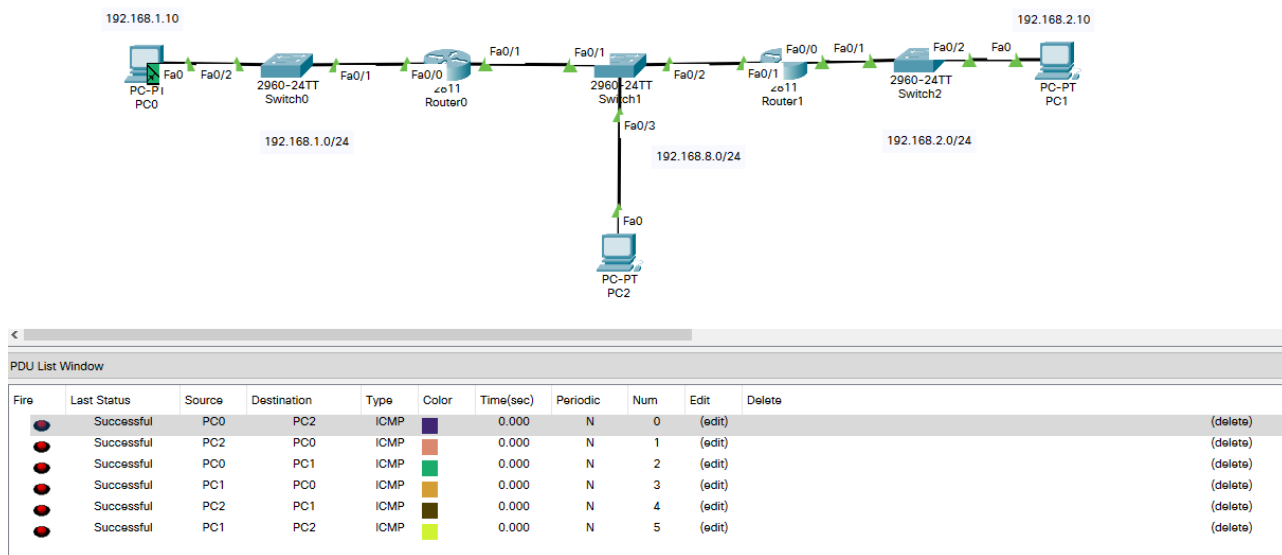 192.168.1.10
192.168.2.10
Fa0/1
Fa0/1
Fa0/0
Fa0/1
Fa0/2
Fa0
Fa0
Fa0/2
Fa0/1
Fa0/0
Fa0/2
Fa0/1
PC-PT
PC0
2960-24TT
Switch0
2811
Router0
2960-24TT
Switch1
2811
Router1
2960-24TT
Switch2
PC-PT
PC1
Fa0/3
192.168.1.0/24
192.168.8.0/24
192.168.2.0/24
Fa0
PC-PT
PC2
PDU List Window
Fire Last Status Source Destination Type Color Time(sec) Periodic Num Edit Delete
Successful PC0 PC2 ICMP 0.000 N 0 (edit) (delete)
Successful PC2 PC0 ICMP 0.000 N 1 (edit) (delete)
Successful PC0 PC1 ICMP 0.000 N 2 (edit) (delete)
Successful PC1 PC0 ICMP 0.000 N 3 (edit) (delete)
Successful PC2 PC1 ICMP 0.000 N 4 (edit) (delete)
Successful PC1 PC2 ICMP 0.000 N 5 (edit) (delete)